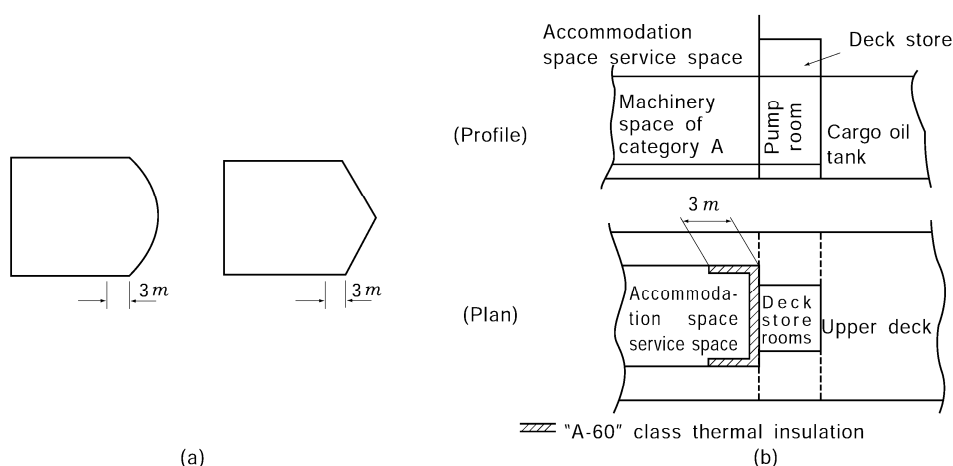 3 m
3 m
(a)
Accommodation
space service space
Deck store
(Profile)
Machinery
space of
category A
Pump
room
Cargo oil
tank
3 m
(Plan)
Accommoda-
tion space
service space
Deck
store
rooms
Upper deck
"A-60" class thermal insulation
(b)